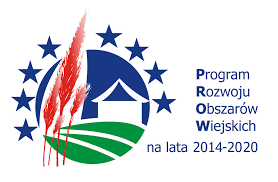 Program
Rozwoju
Obszarów
Wiejskich
na lata 2014-2020